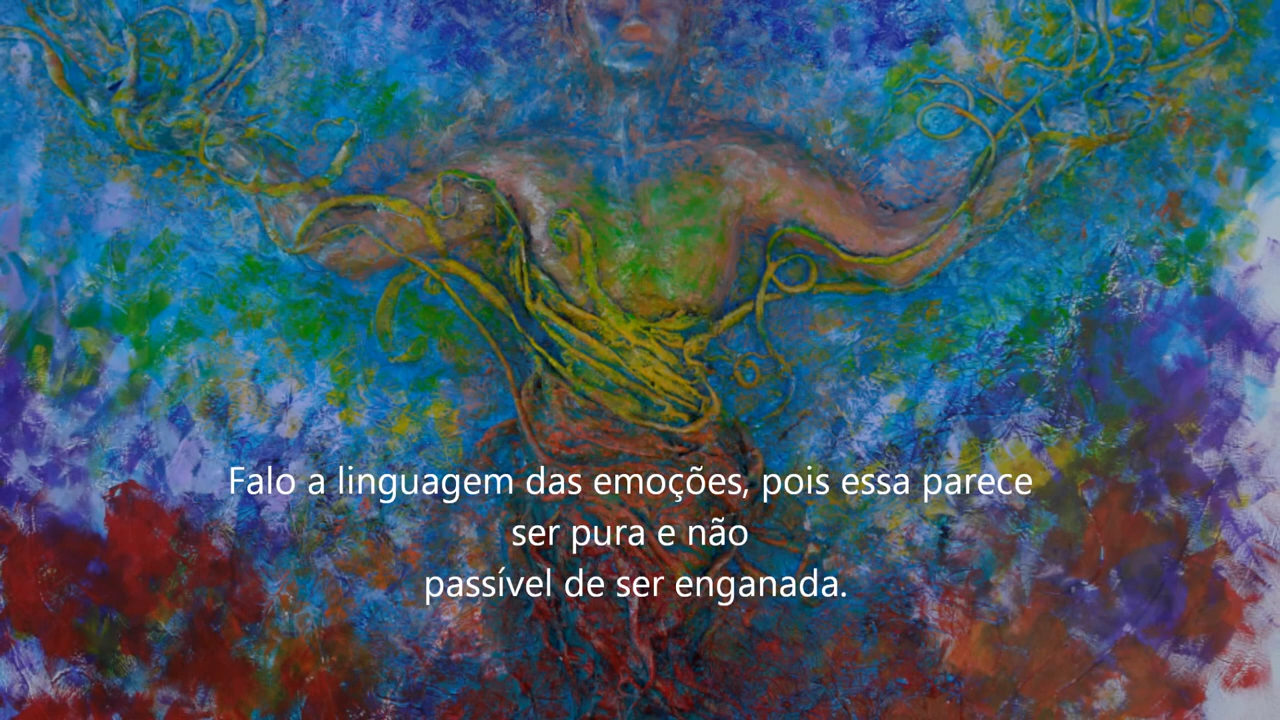 Falo a linguagem das emoções, pois essa parece
ser pura e não
passível de ser enganada.